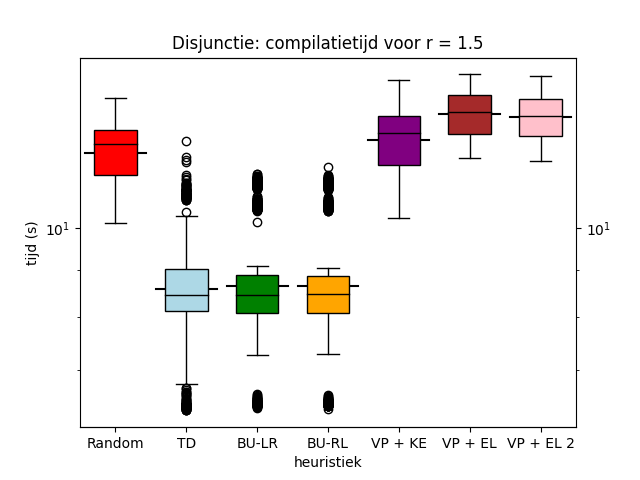 Disjunctie: compilatietijd voor r = 1.5
tijd (s)
10¹
10¹
Random TD BU-LR BU-RL VP + KE VP + EL VP + EL 2
heuristiek